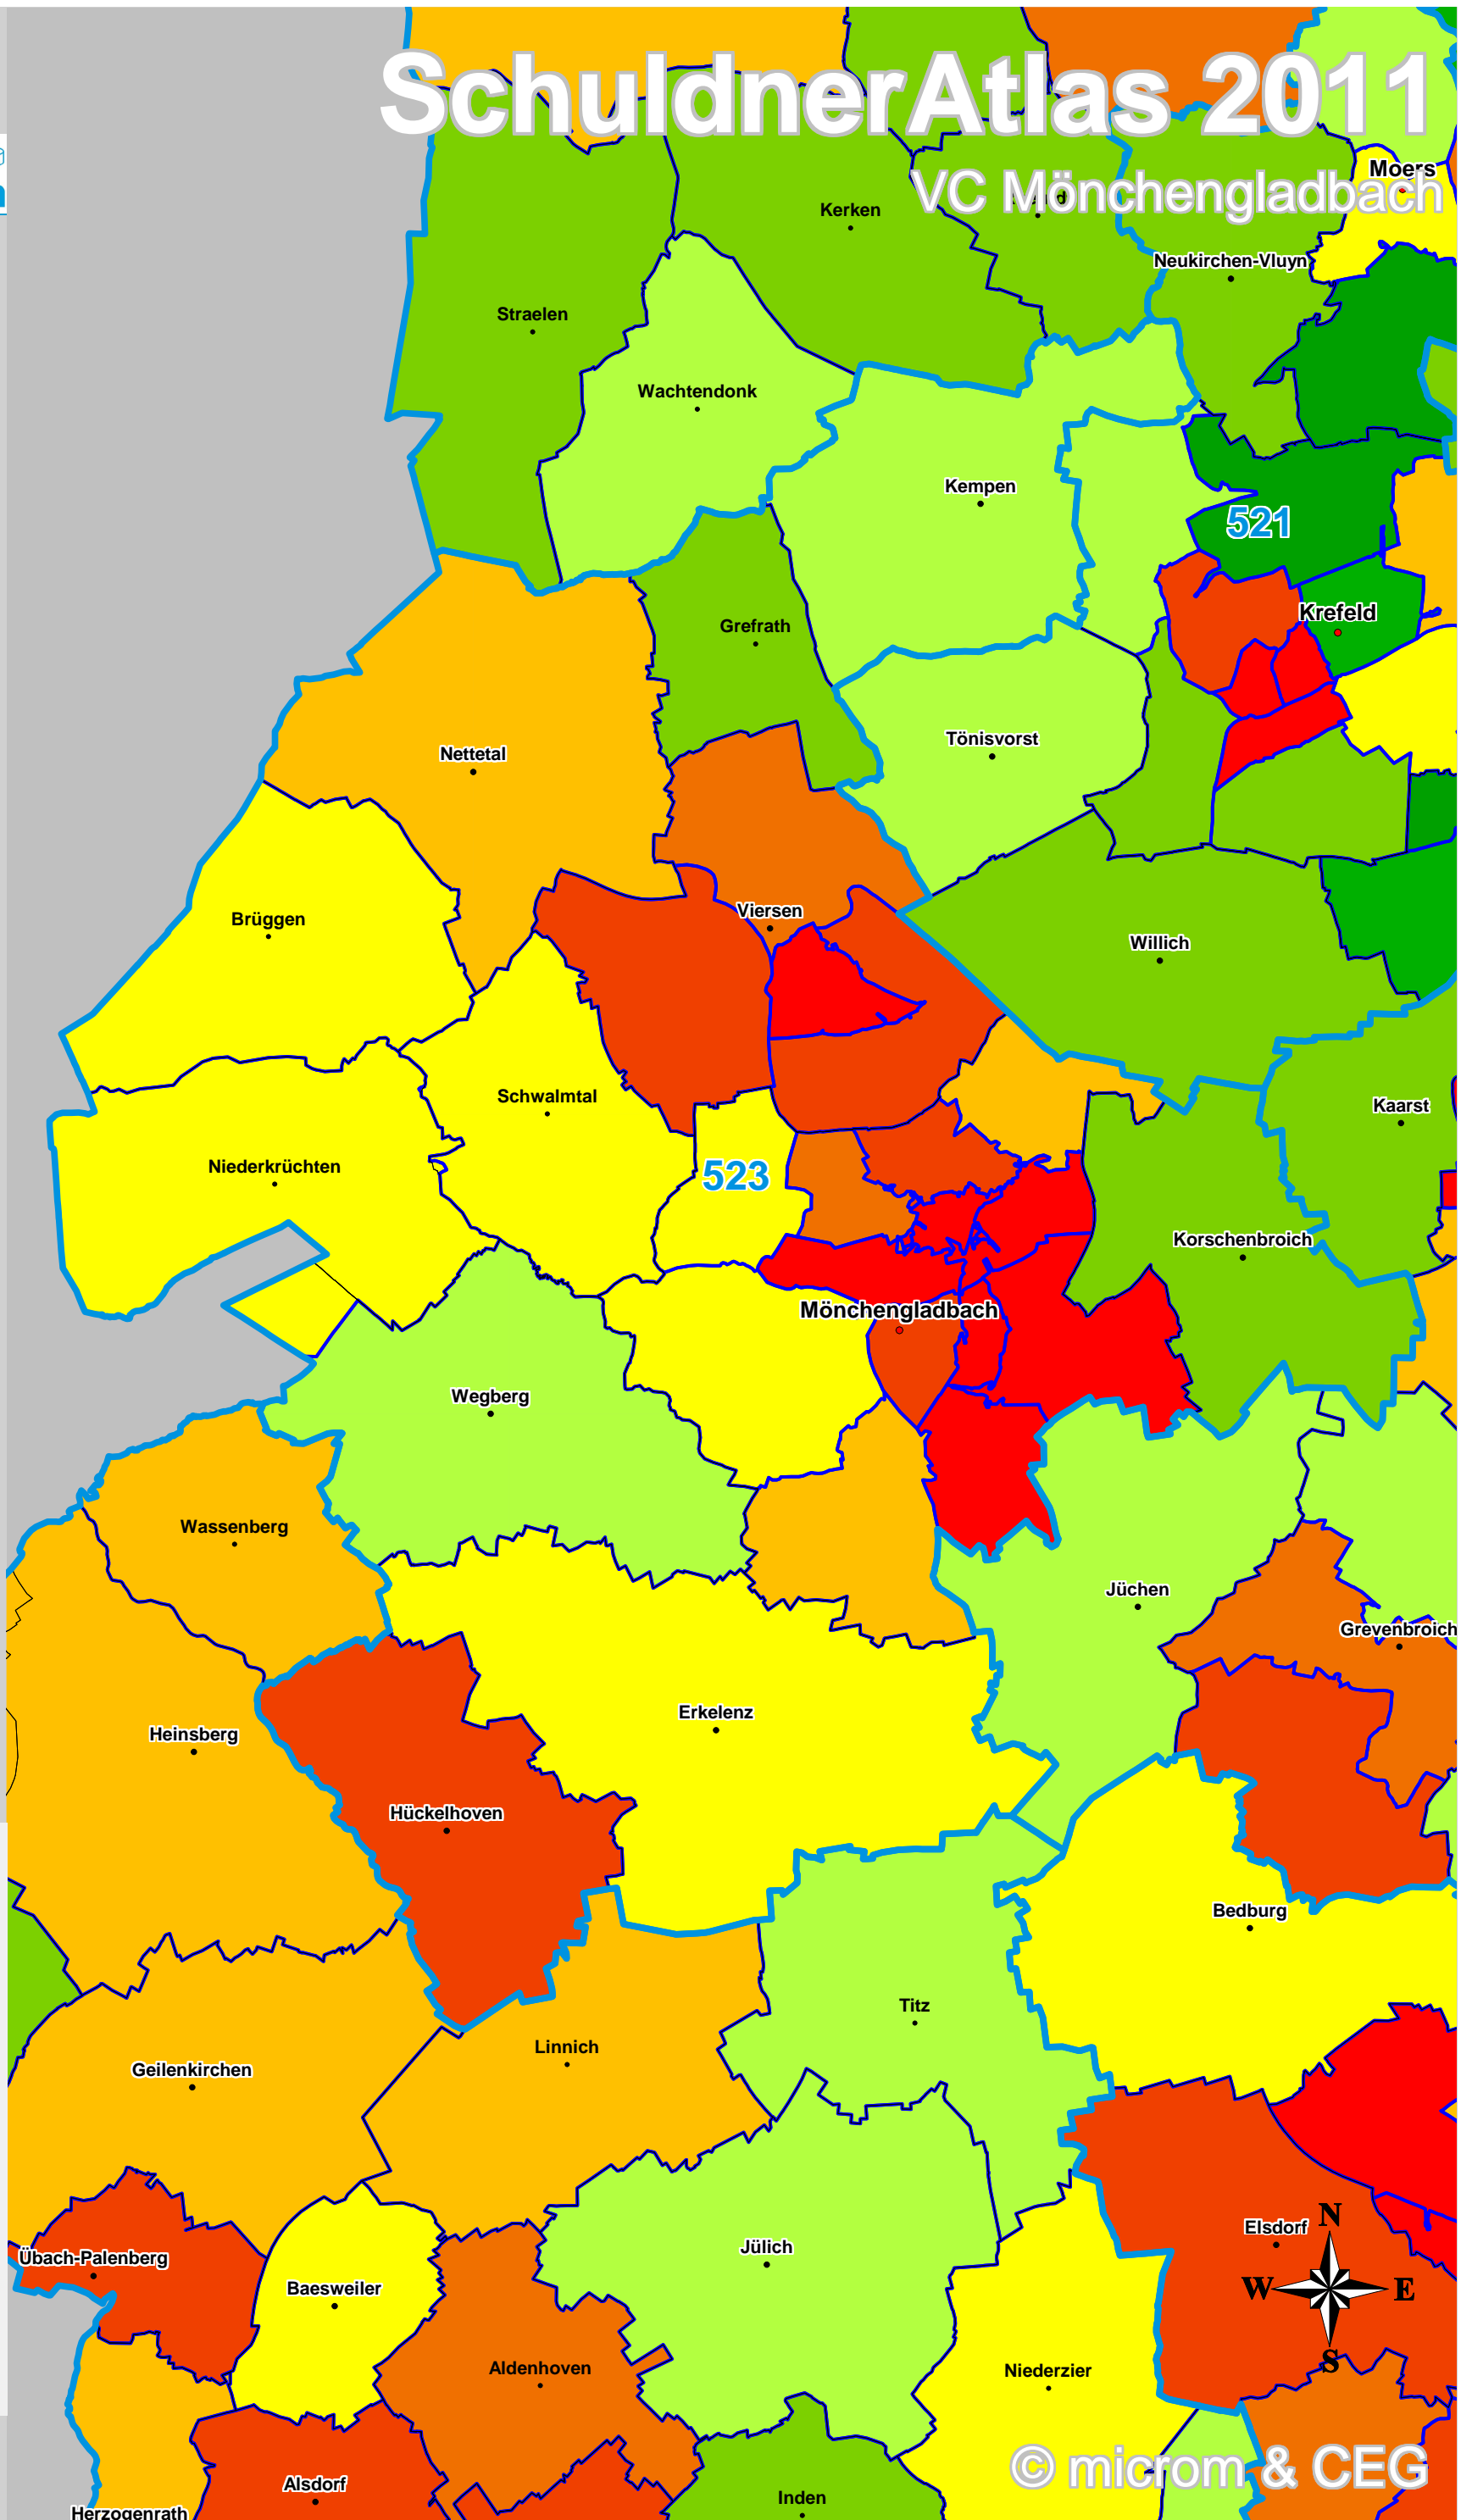 SchuldnerAtlas 2011
VC Mönchengladbach
Moers
Kerken
Neukirchen-Vluyn
Straelen
Wachtendonk
Kempen
521
Krefeld
Grefrath
Tönisvorst
Nettetal
Viersen
Brüggen
Willich
Schwalmtal
Kaarst
Niederkrüchten
523
Korschenbroich
Mönchengladbach
Wegberg
Wassenberg
Jüchen
Grevenbroich
Erkelenz
Heinsberg
Hückelhoven
Bedburg
Titz
Linnich
Geilenkirchen
N
Elsdorf
Jülich
Übach-Palenberg
W E
Baesweiler
S
Aldenhoven
Niederzier
© microm & CEG
Alsdorf
Inden
Herzogenrath